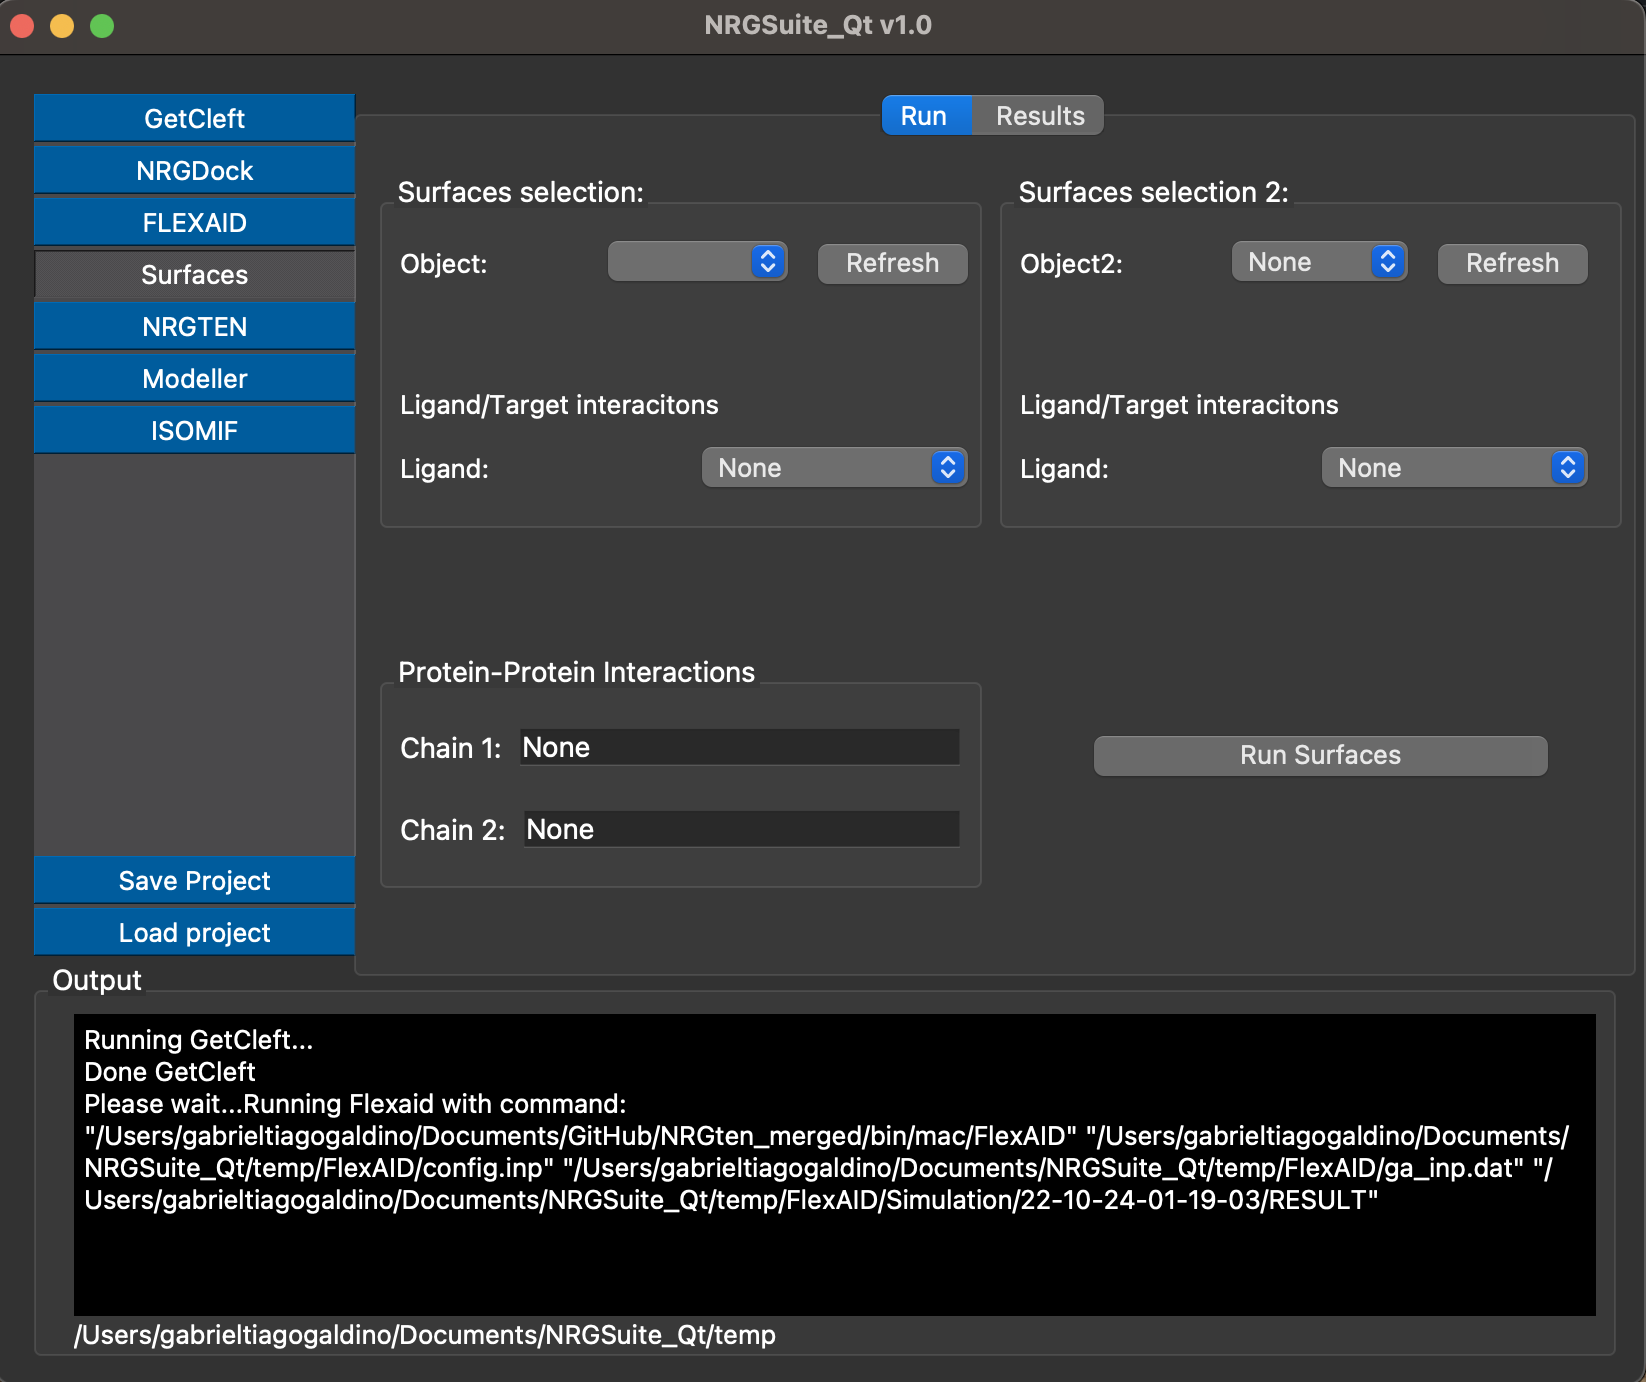 NRGSuite_Qt v1.0
GetCleft
NRGDock
FLEXAID
Surfaces
NRGTEN
Modeller
ISOMIF
Save Project
Load project
Run
Results
Surfaces selection:
Object:
Refresh
Ligand/Target interacitons
Ligand:
None
Surfaces selection 2:
Object2:
None
Refresh
Ligand/Target interacitons
Ligand:
None
Protein-Protein Interactions
Chain 1:
None
Chain 2:
None
Run Surfaces
Output
Running GetCleft...
Done GetCleft
Please wait...Running Flexaid with command:
"/Users/gabrieltiagogaldino/Documents/GitHub/NRGten_merged/bin/mac/FlexAID" "/Users/gabrieltiagogaldino/Documents/
NRGSuite_Qt/temp/FlexAID/config.inp" "/Users/gabrieltiagogaldino/Documents/NRGSuite_Qt/temp/FlexAID/ga_inp.dat" "/
Users/gabrieltiagogaldino/Documents/NRGSuite_Qt/temp/FlexAID/Simulation/22-10-24-01-19-03/RESULT"
/Users/gabrieltiagogaldino/Documents/NRGSuite_Qt/temp